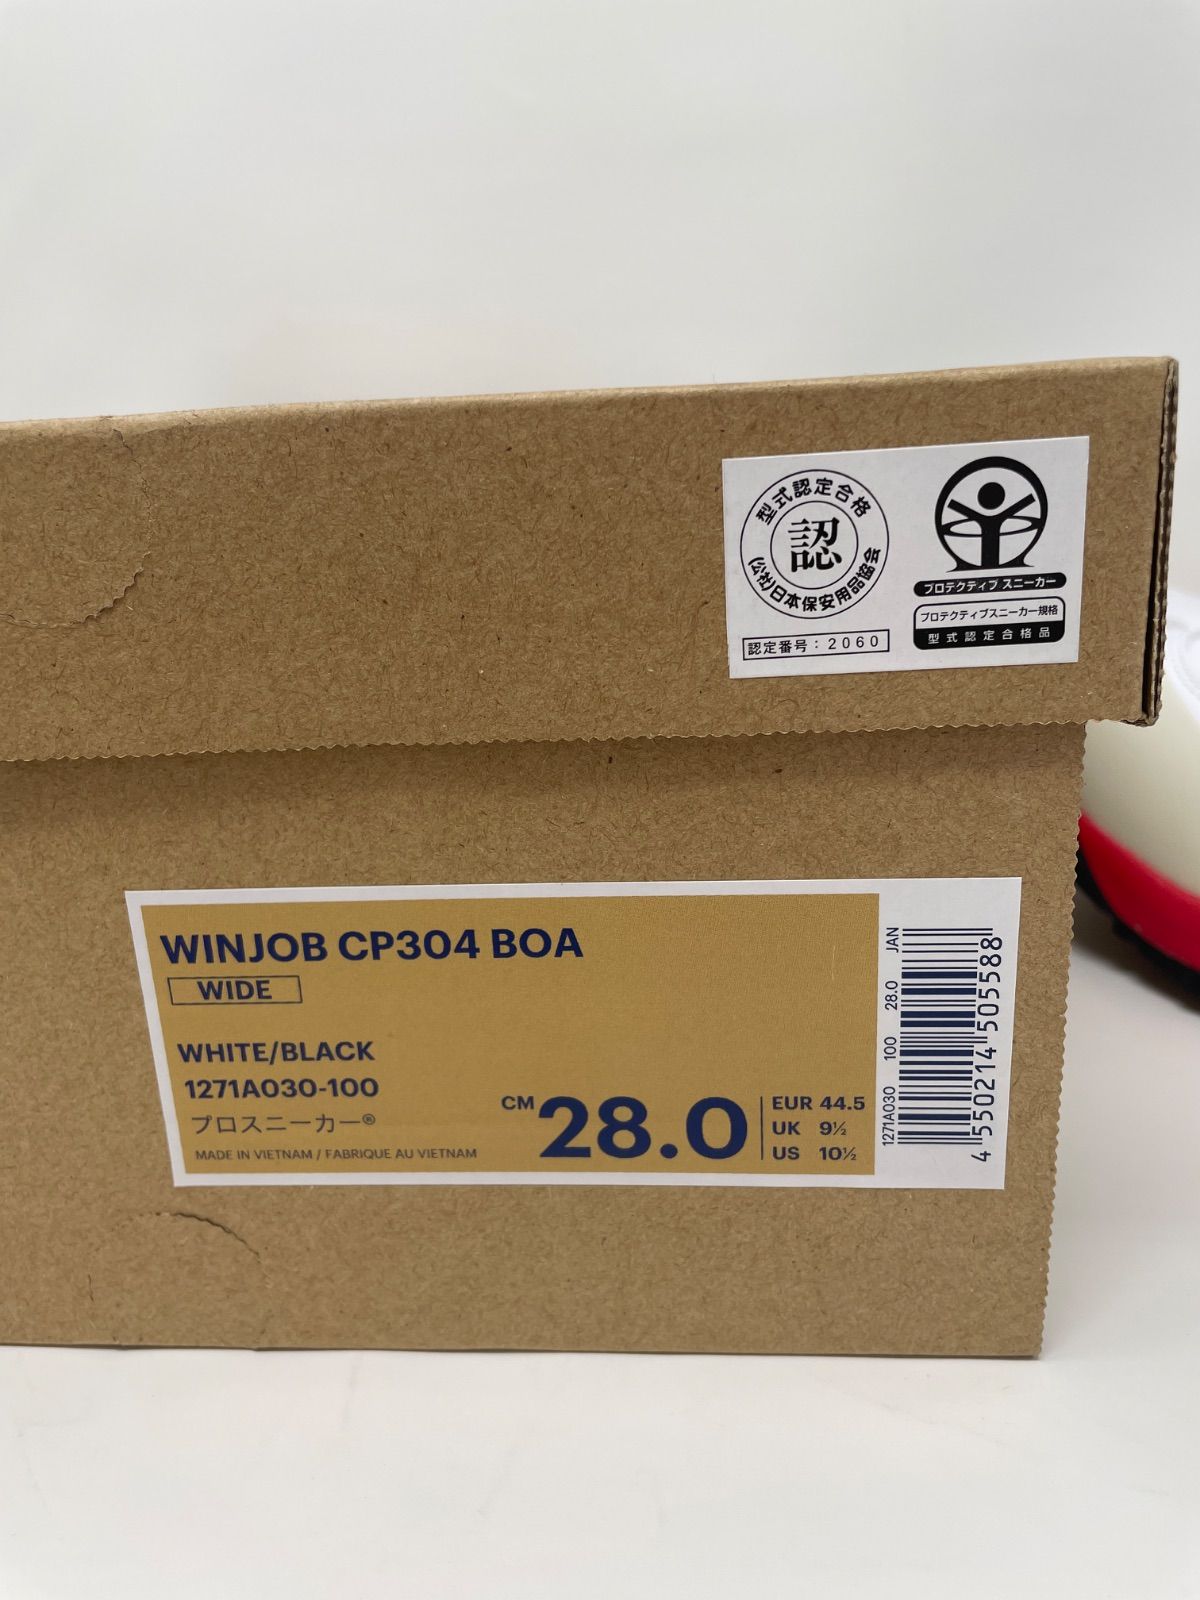 型式認定合格
認
(公社)日本保安用品協会
認定番号：2060
プロテクティブ スニーカー
プロテクティブスニーカー規格
型式認定合格品
WINJOB CP304 BOA
WIDE
WHITE/BLACK
1271A030-100
プロスニーカー®
MADE IN VIETNAM / FABRIQUE AU VIETNAM
CM 28.0
EUR 44.5
UK 9½
US 10½
1271A030 100 28.0 JAN
4 550214 505588